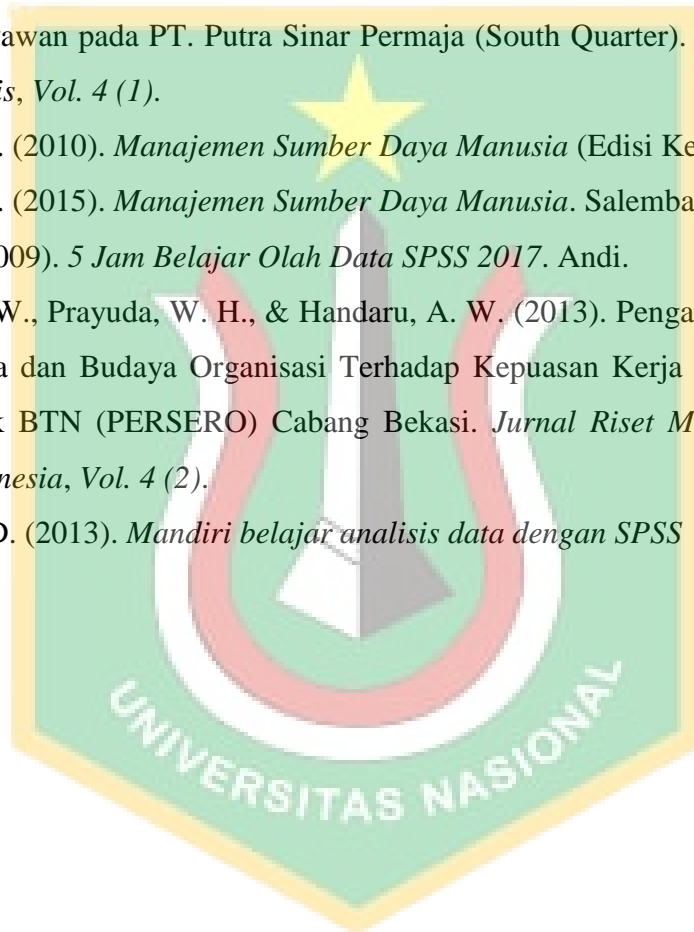 awan pada PT. Putra Sinar Permaja (South Quarter).
is, Vol. 4 (1).
. (2010). Manajemen Sumber Daya Manusia (Edisi Ke
. (2015). Manajemen Sumber Daya Manusia. Salemba
009). 5 Jam Belajar Olah Data SPSS 2017. Andi.
W., Prayuda, W. H., & Handaru, A. W. (2013). Penga
a dan Budaya Organisasi Terhadap Kepuasan Kerja
k BTN (PERSERO) Cabang Bekasi. Jurnal Riset M
nesia, Vol. 4 (2).
D. (2013). Mandiri belajar analisis data dengan SPSS
UNIVERSITAS NASIONAL